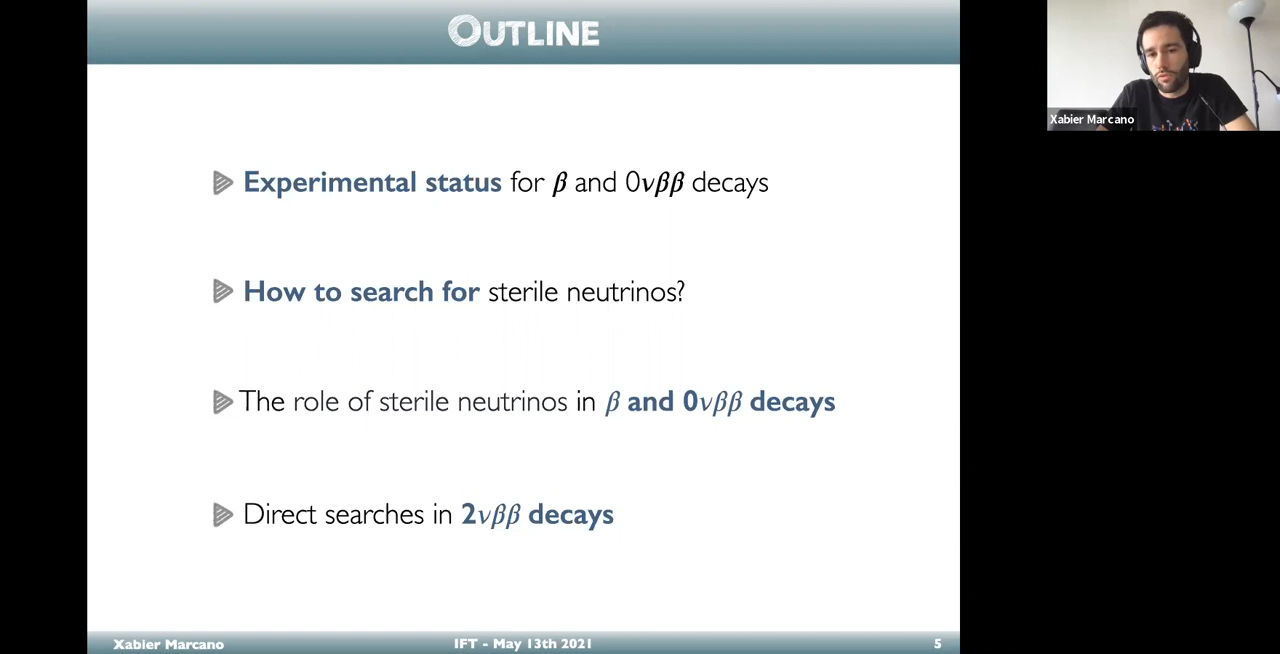 OUTLINE
Experimental status for β and 0νββ decays
How to search for sterile neutrinos?
The role of sterile neutrinos in β and 0νββ decays
Direct searches in 2νββ decays
Xabier Marcano
IFT - May 13th 2021
5
Xabier Marcano